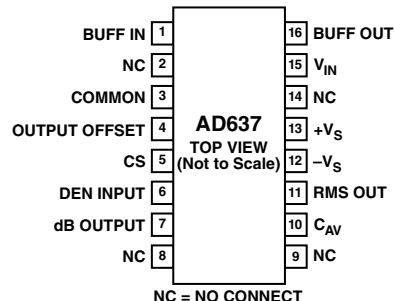 BUFF IN 1
NC 2
COMMON 3
OUTPUT OFFSET 4
CS 5
DEN INPUT 6
dB OUTPUT 7
NC 8
AD637
TOP VIEW
(Not to Scale)
16 BUFF OUT
15 VIN
14 NC
13 +VS
12 –VS
11 RMS OUT
10 CAV
9 NC
NC = NO CONNECT